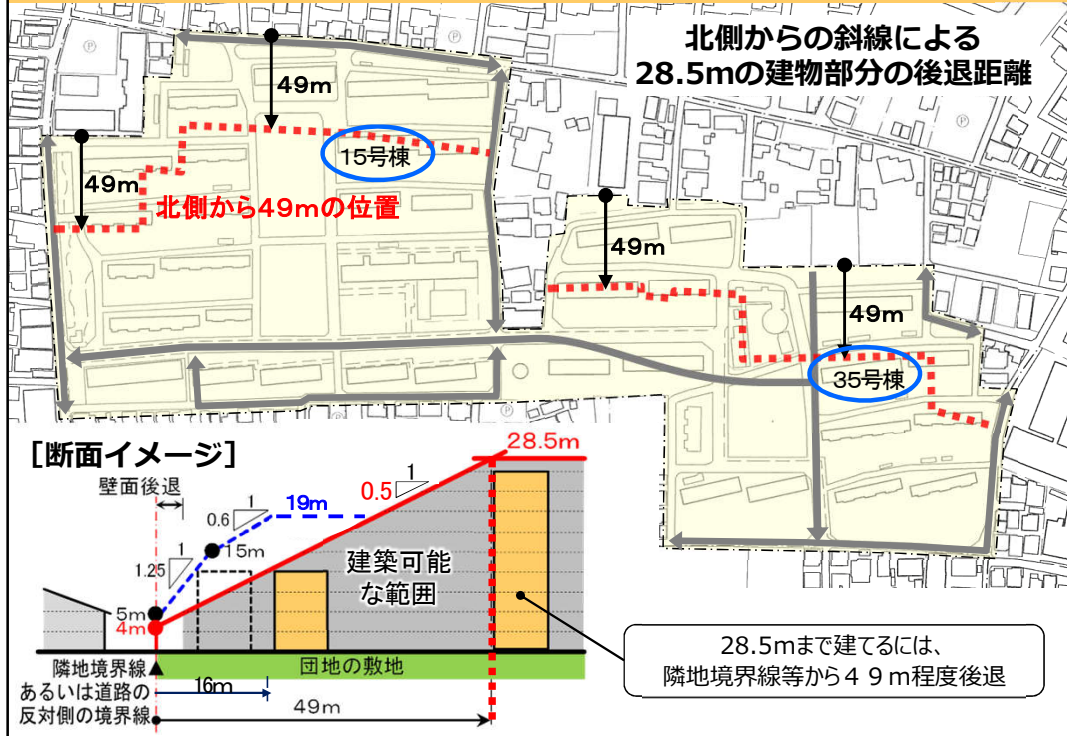 北側からの斜線による
28.5mの建物部分の後退距離
49m
15号棟
49m
北側から49mの位置
49m
49m
35号棟
Ⓟ
Ⓟ
Ⓟ
Ⓟ
[断面イメージ]
壁面後退
28.5m
1
0.5
1
0.6
19m
1
1.25
15m
建築可能
な範囲
5m
4m
隣地境界線
あるいは道路の
反対側の境界線
団地の敷地
16m
49m
28.5mまで建てるには、
隣地境界線等から49m程度後退